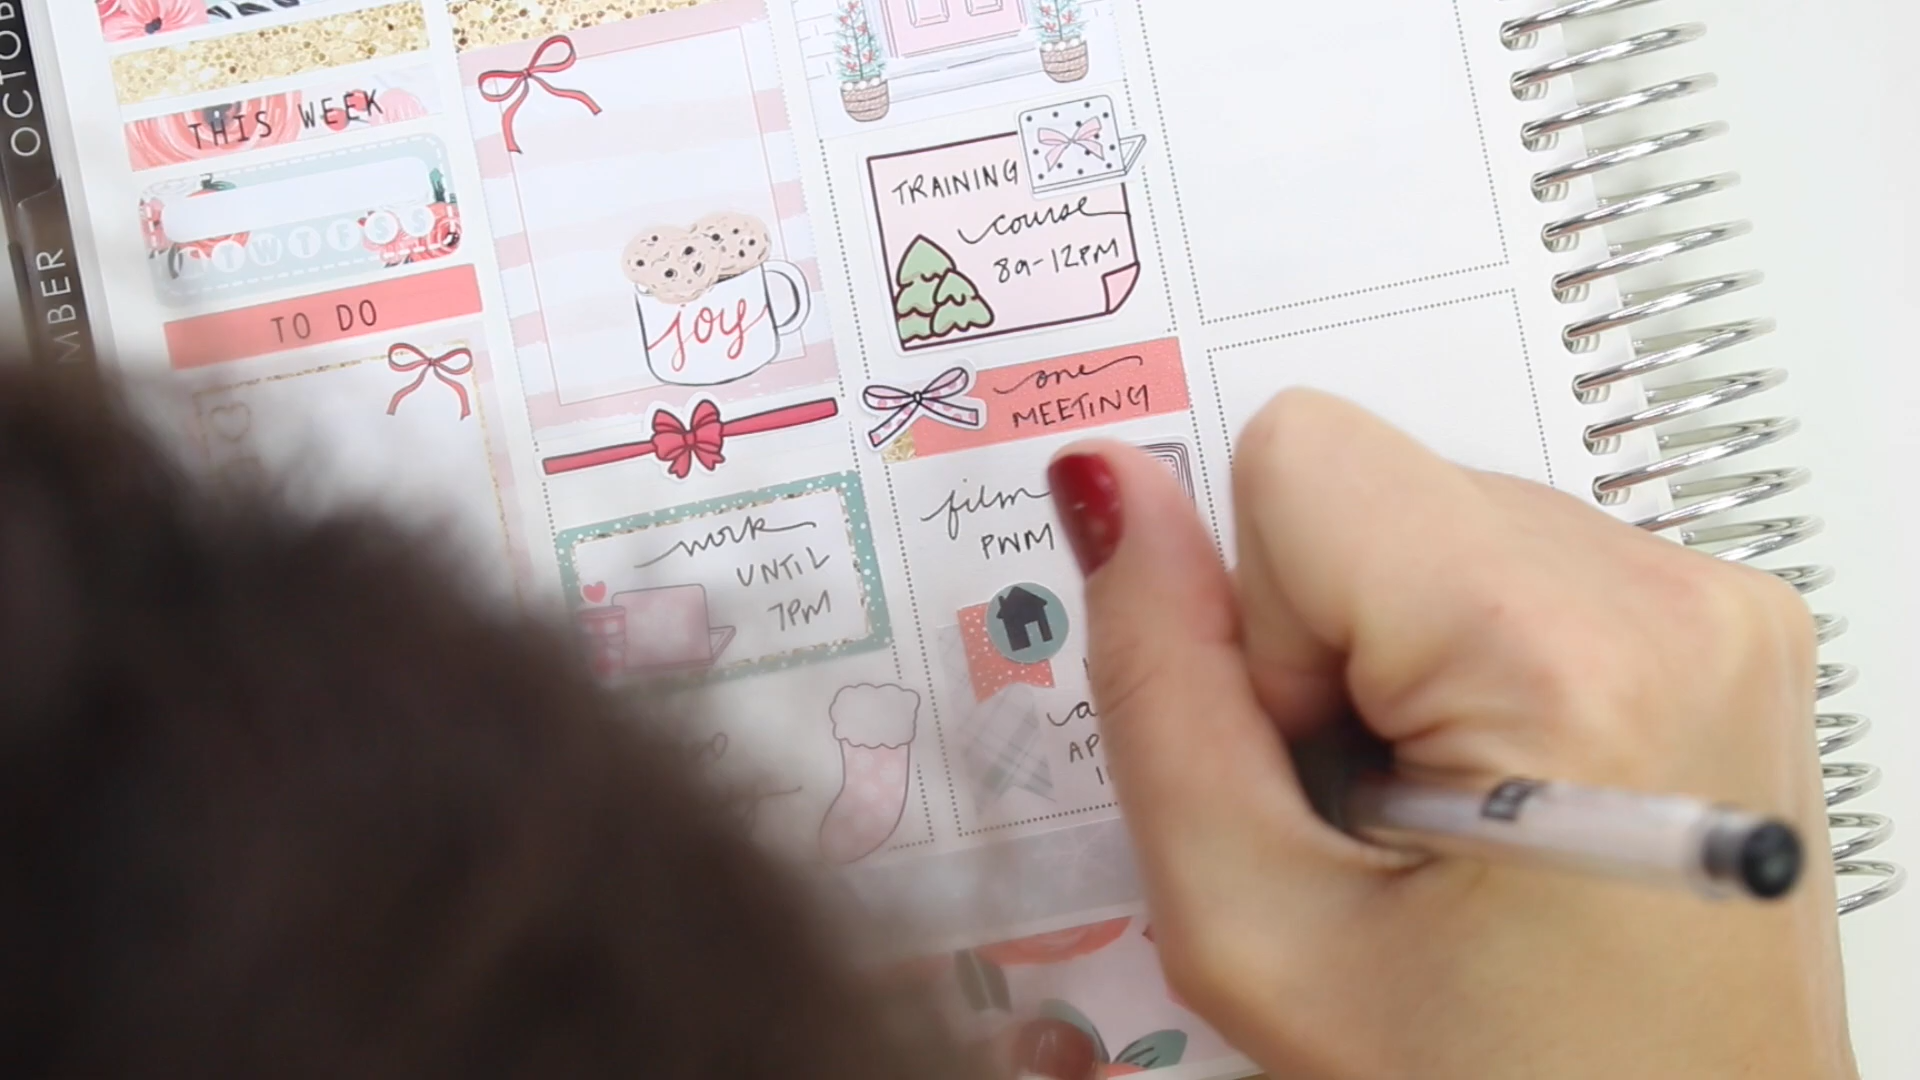 OCTOB
MBER
THIS WEEK
T W T F S S
TO DO
joy
work
UNTIL
7PM
TRAINING
course
8a-12PM
one
MEETING
film
PWM